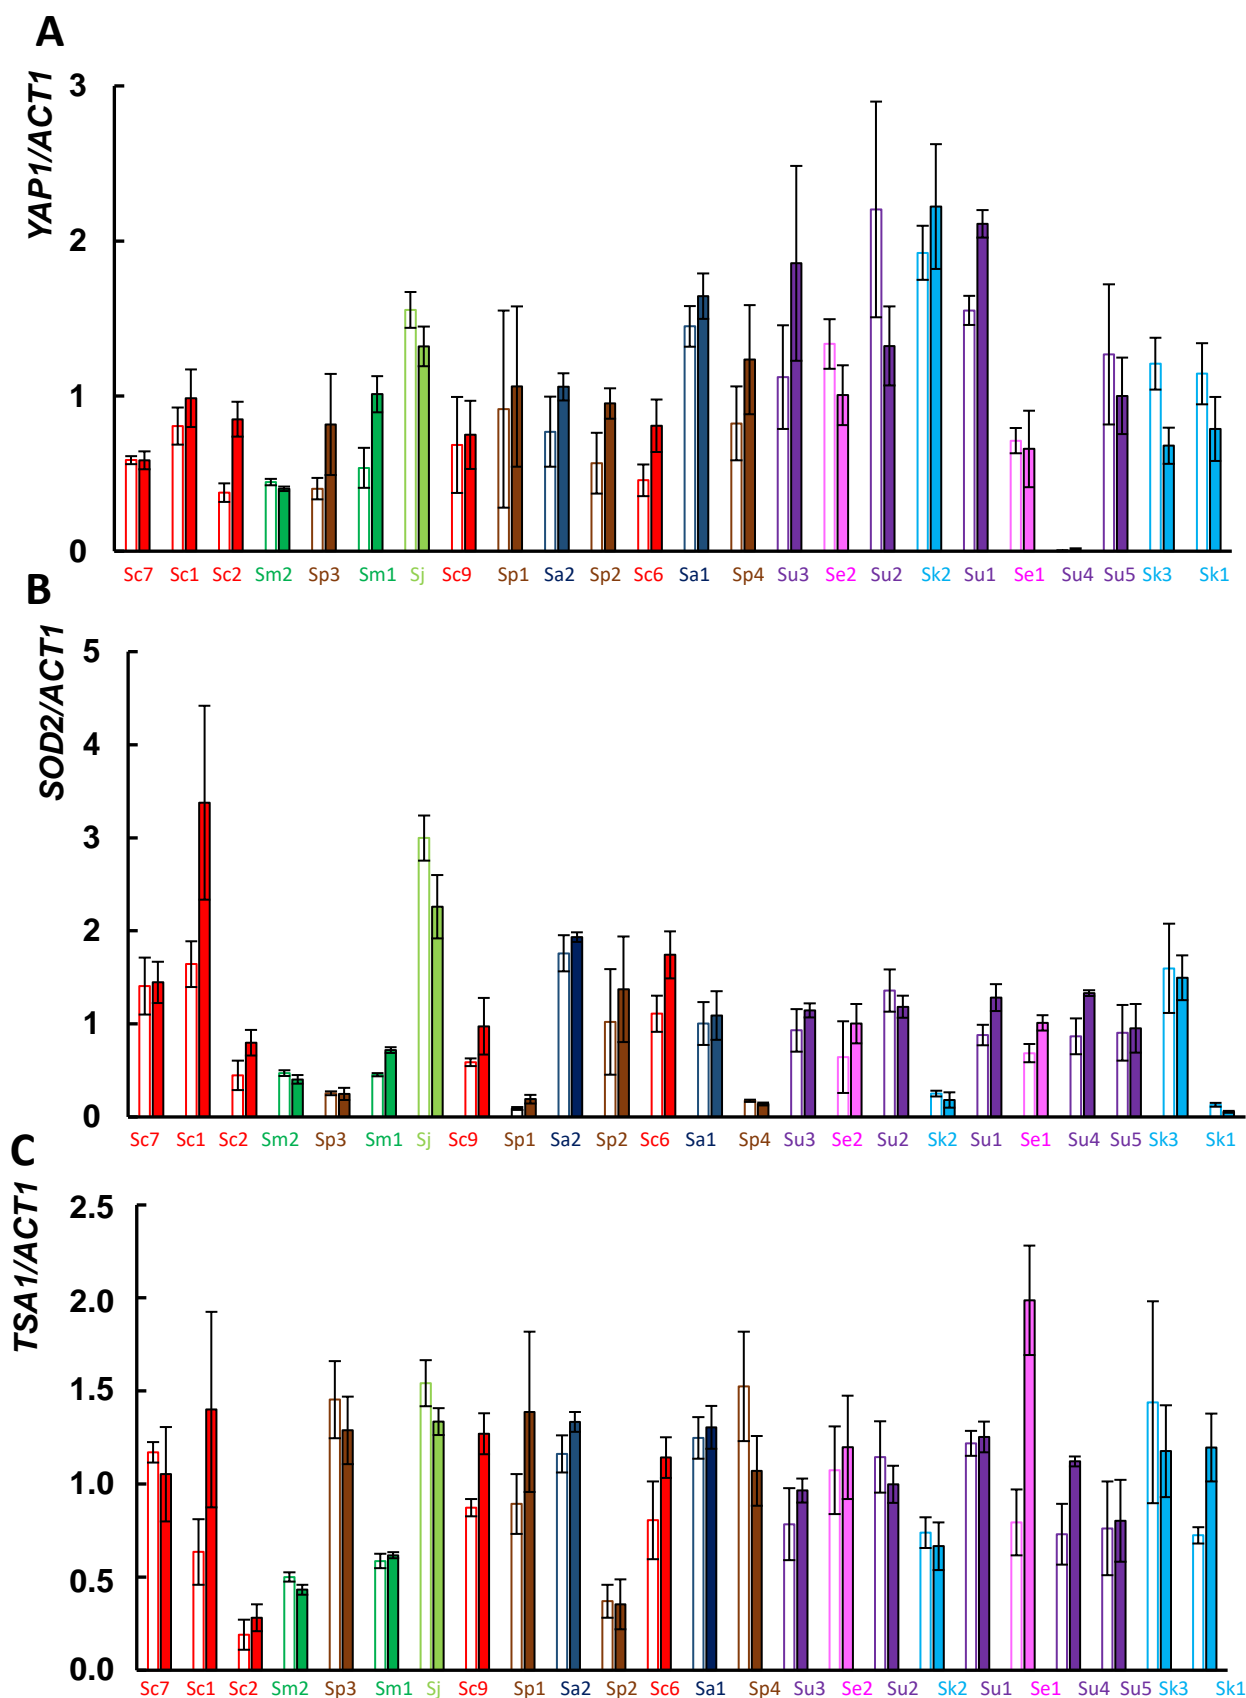 A
YAP1/ACT1
3
2
1
0
Sc7 Sc1 Sc2 Sm2 Sp3 Sm1 Sj Sc9 Sp1 Sa2 Sp2 Sc6 Sa1 Sp4 Su3 Se2 Su2 Sk2 Su1 Se1 Su4 Su5 Sk3 Sk1
B
SOD2/ACT1
5
4
3
2
1
0
Sc7 Sc1 Sc2 Sm2 Sp3 Sm1 Sj Sc9 Sp1 Sa2 Sp2 Sc6 Sa1 Sp4 Su3 Se2 Su2 Sk2 Su1 Se1 Su4 Su5 Sk3 Sk1
C
TSA1/ACT1
2.5
2.0
1.5
1.0
0.5
0.0
Sc7 Sc1 Sc2 Sm2 Sp3 Sm1 Sj Sc9 Sp1 Sa2 Sp2 Sc6 Sa1 Sp4 Su3 Se2 Su2 Sk2 Su1 Se1 Su4 Su5 Sk3 Sk1